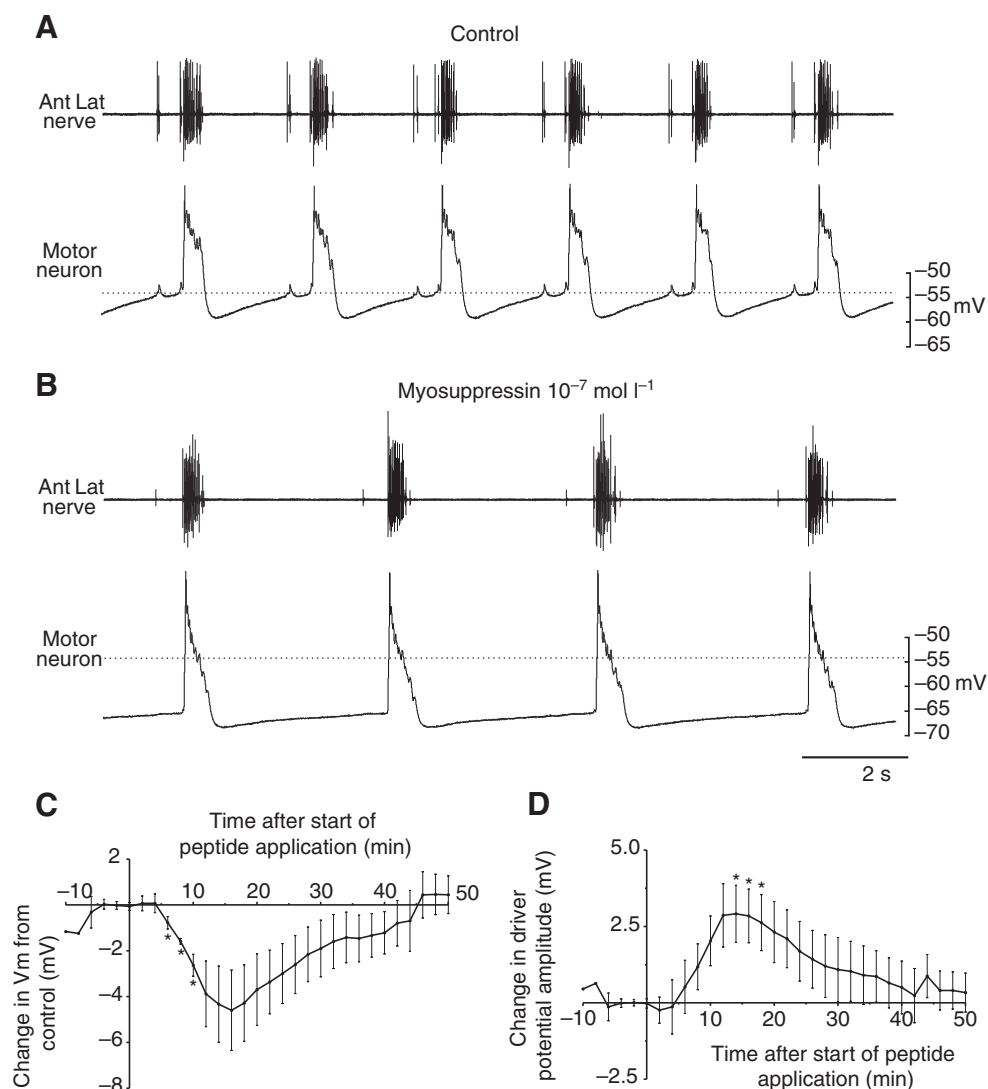 A
Control
Ant Lat
nerve
Motor
neuron
–50
–55
–60
–65
mV
B
Myosuppressin 10⁻⁷ mol l⁻¹
Ant Lat
nerve
Motor
neuron
–50
–55
–60
–65
–70
mV
2 s
C
Time after start of
peptide application (min)
2
–2
–4
–6
–8
–10
10
20
30
40
50
*
*
*
Change in Vm from
control (mV)
D
5.0
2.5
–2.5
–10
10
20
30
40
50
* * *
Change in driver
potential amplitude (mV)
Time after start of peptide
application (min)